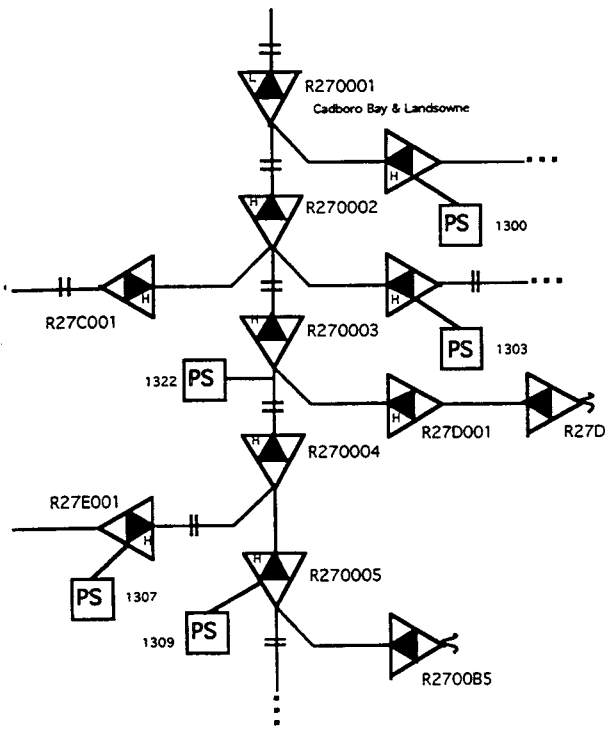 L
R270001
Cadboro Bay & Landsowne
H
PS
1300
H
R270002
H
R27C001
H
PS
1303
H
R270003
1322
PS
H
R27D001
R27D
H
R270004
R27E001
H
PS
1307
H
R270005
PS
1309
R2700B5